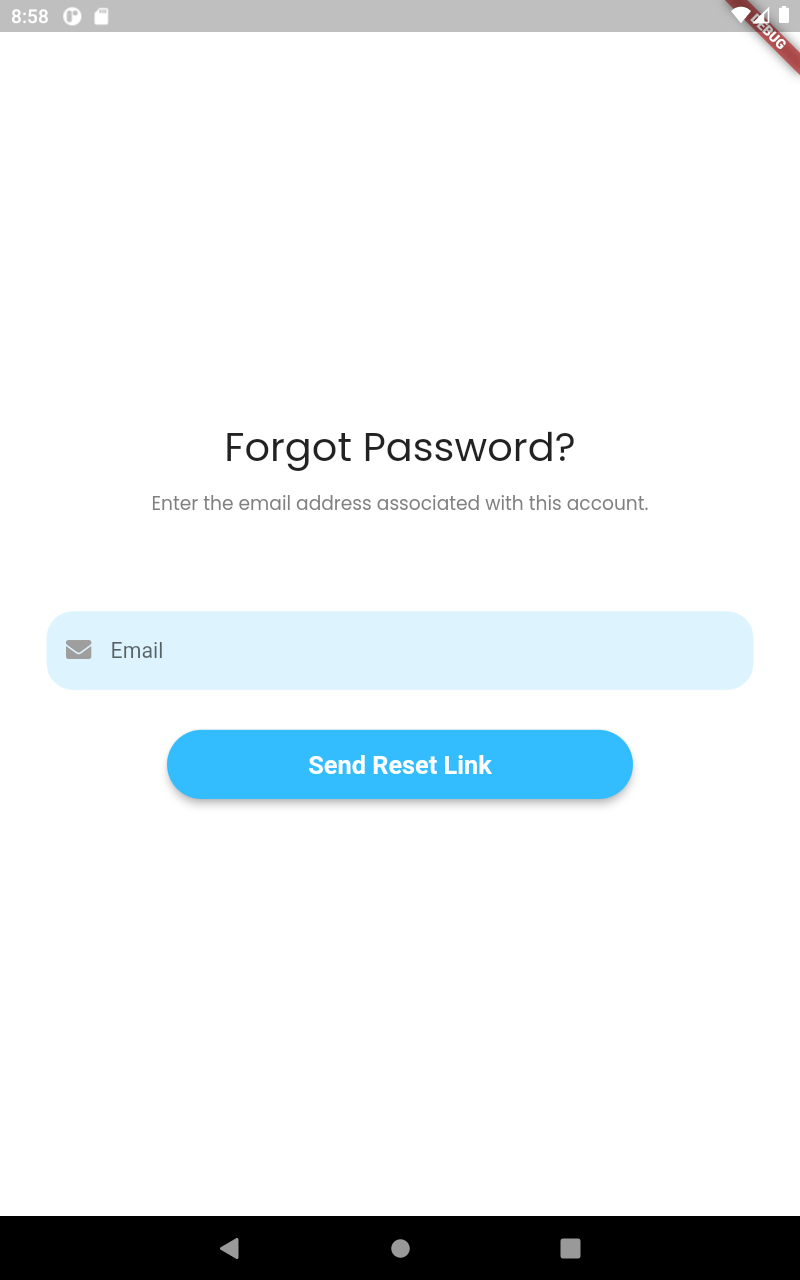 8:58
DEBUG
Forgot Password?
Enter the email address associated with this account.
Email
Send Reset Link